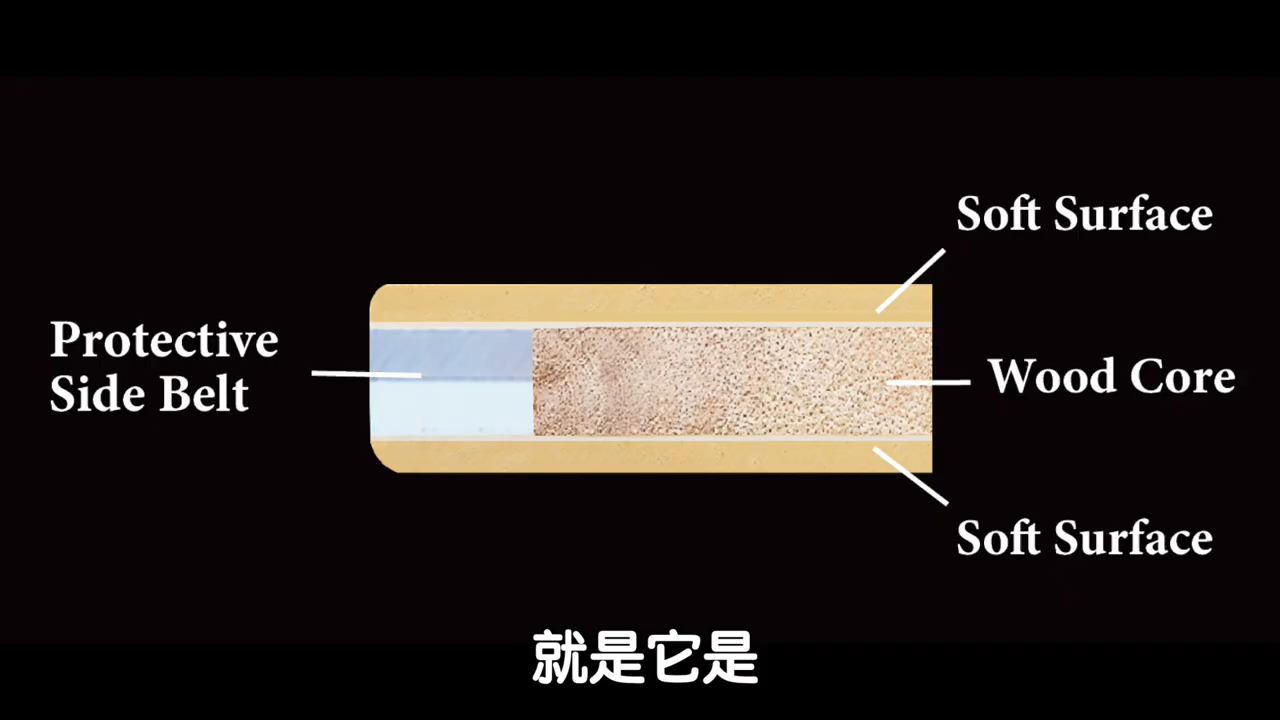 Soft Surface
Protective
Side Belt
Wood Core
Soft Surface
就是它是